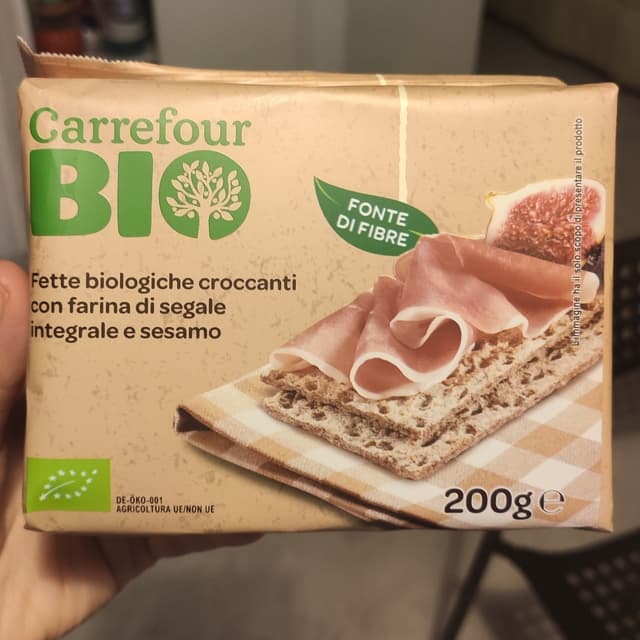 Carrefour
BIO
FONTE
DI FIBRE
Fette biologiche croccanti
con farina di segale
integrale e sesamo
L'immagine ha il solo scopo di presentare il prodotto
DE-ÖKO-001
AGRICOLTURA UE/NON UE
200g ℮